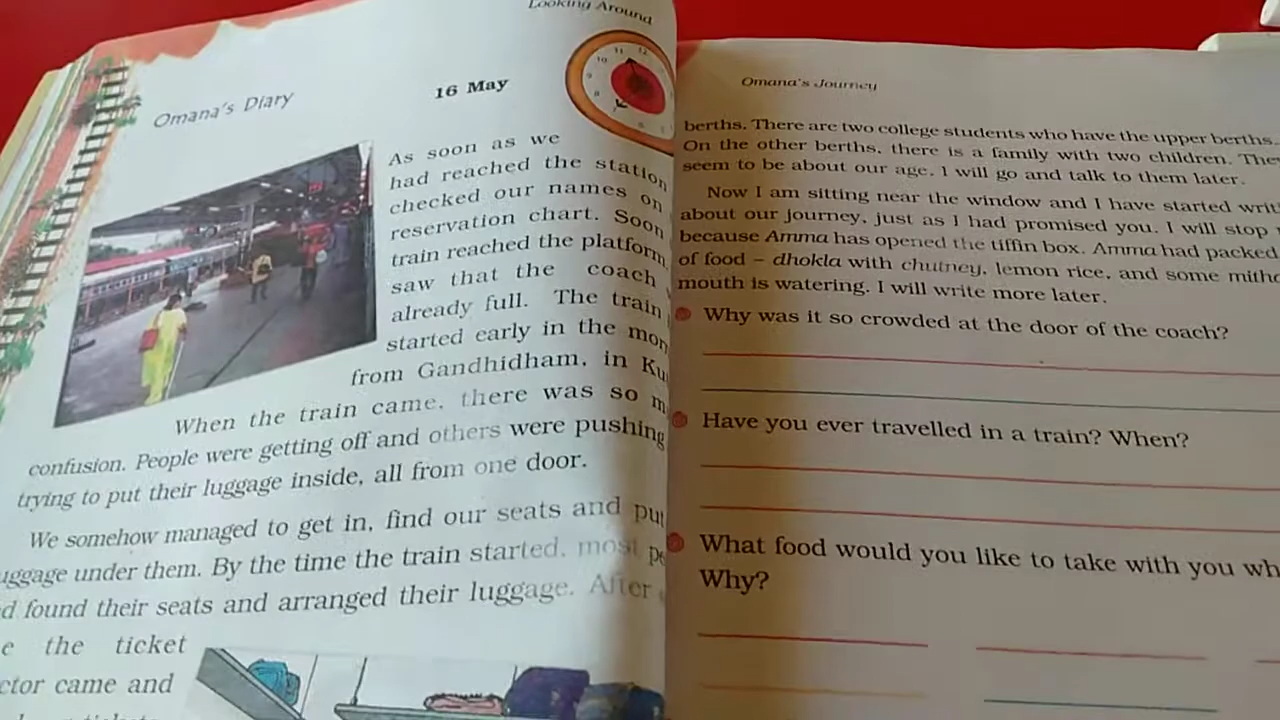 Looking Around
Omana's Diary
16 May
As soon as we
had reached the station
checked our names on
reservation chart. Soon
train reached the platform.
saw that the coach
already full. The train
started early in the mor
from Gandhidham, in Ku
When the train came, there was so m
confusion. People were getting off and others were pushing
trying to put their luggage inside, all from one door.
We somehow managed to get in, find our seats and put
uggage under them. By the time the train started, most pe
d found their seats and arranged their luggage. After
e the ticket
ctor came and
Omana's Journey
berths. There are two college students who have the upper berths.
On the other berths, there is a family with two children. The
seem to be about our age. I will go and talk to them later.
Now I am sitting near the window and I have started writ
about our journey, just as I had promised you. I will stop
because Amma has opened the tiffin box. Amma had packed
of food – dhokla with chutney, lemon rice, and some mitha
mouth is watering. I will write more later.
Why was it so crowded at the door of the coach?
Have you ever travelled in a train? When?
What food would you like to take with you wh
Why?